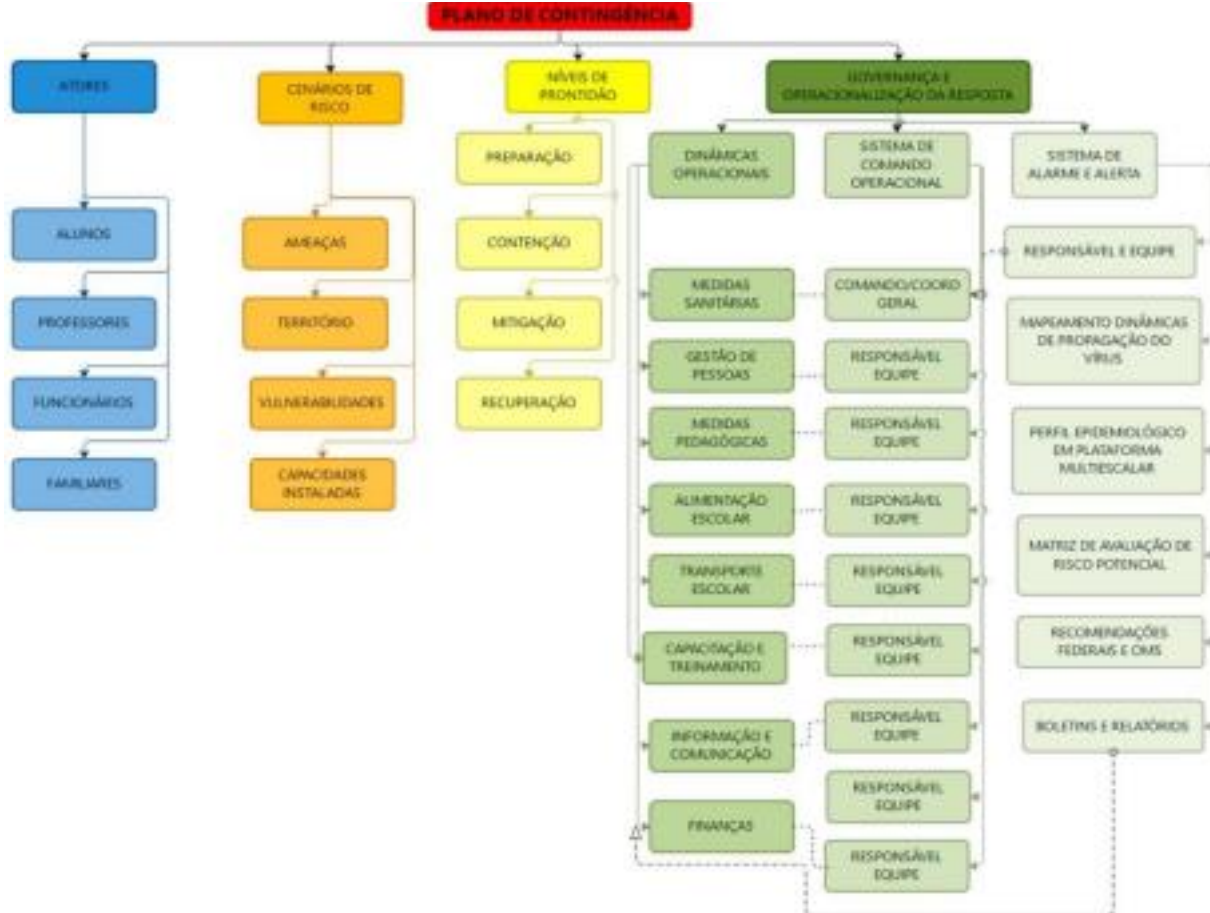 PLANO DE CONTINGÊNCIA
ATORES
CENÁRIOS DE
RISCO
NÍVEIS DE
PRONTIDÃO
GOVERNANÇA E
OPERACIONALIZAÇÃO DA RESPOSTA
ALUNOS
PROFESSORES
FUNCIONÁRIOS
FAMILIARES
AMEAÇAS
TERRITÓRIO
VULNERABILIDADES
CAPACIDADES
INSTALADAS
PREPARAÇÃO
CONTENÇÃO
MITIGAÇÃO
RECUPERAÇÃO
DINÂMICAS
OPERACIONAIS
MEDIDAS
SANITÁRIAS
GESTÃO DE
PESSOAS
MEDIDAS
PEDAGÓGICAS
ALIMENTAÇÃO
ESCOLAR
TRANSPORTE
ESCOLAR
CAPACITAÇÃO E
TREINAMENTO
INFORMAÇÃO E
COMUNICAÇÃO
FINANÇAS
SISTEMA DE
COMANDO
OPERACIONAL
COMANDO/COORD
GERAL
RESPONSÁVEL
EQUIPE
RESPONSÁVEL
EQUIPE
RESPONSÁVEL
EQUIPE
RESPONSÁVEL
EQUIPE
RESPONSÁVEL
EQUIPE
RESPONSÁVEL
EQUIPE
RESPONSÁVEL
EQUIPE
RESPONSÁVEL
EQUIPE
SISTEMA DE
ALARME E ALERTA
RESPONSÁVEL E EQUIPE
MAPEAMENTO DINÂMICAS
DE PROPAGAÇÃO DO
VÍRUS
PERFIL EPIDEMIOLÓGICO
EM PLATAFORMA
MULTIESCALAR
MATRIZ DE AVALIAÇÃO DE
RISCO POTENCIAL
RECOMENDAÇÕES
FEDERAIS E OMS
BOLETINS E RELATÓRIOS